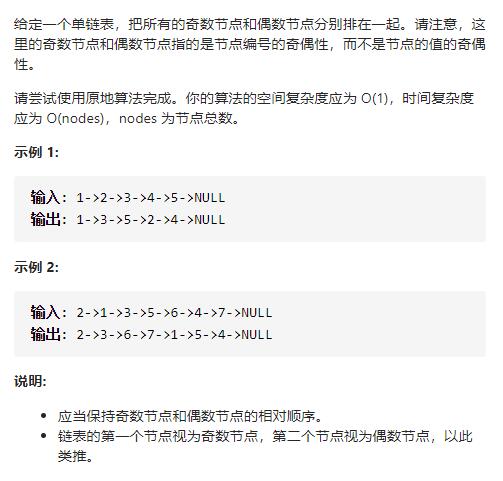 给定一个单链表，把所有的奇数节点和偶数节点分别排在一起。请注意，这
里的奇数节点和偶数节点指的是节点编号的奇偶性，而不是节点的值的奇偶
性。
请尝试使用原地算法完成。你的算法的空间复杂度应为 O(1)，时间复杂度
应为 O(nodes)，nodes 为节点总数。
示例 1:
输入: 1->2->3->4->5->NULL
输出: 1->3->5->2->4->NULL
示例 2:
输入: 2->1->3->5->6->4->7->NULL
输出: 2->3->6->7->1->5->4->NULL
说明:
• 应当保持奇数节点和偶数节点的相对顺序。
• 链表的第一个节点视为奇数节点，第二个节点视为偶数节点，以此
类推。